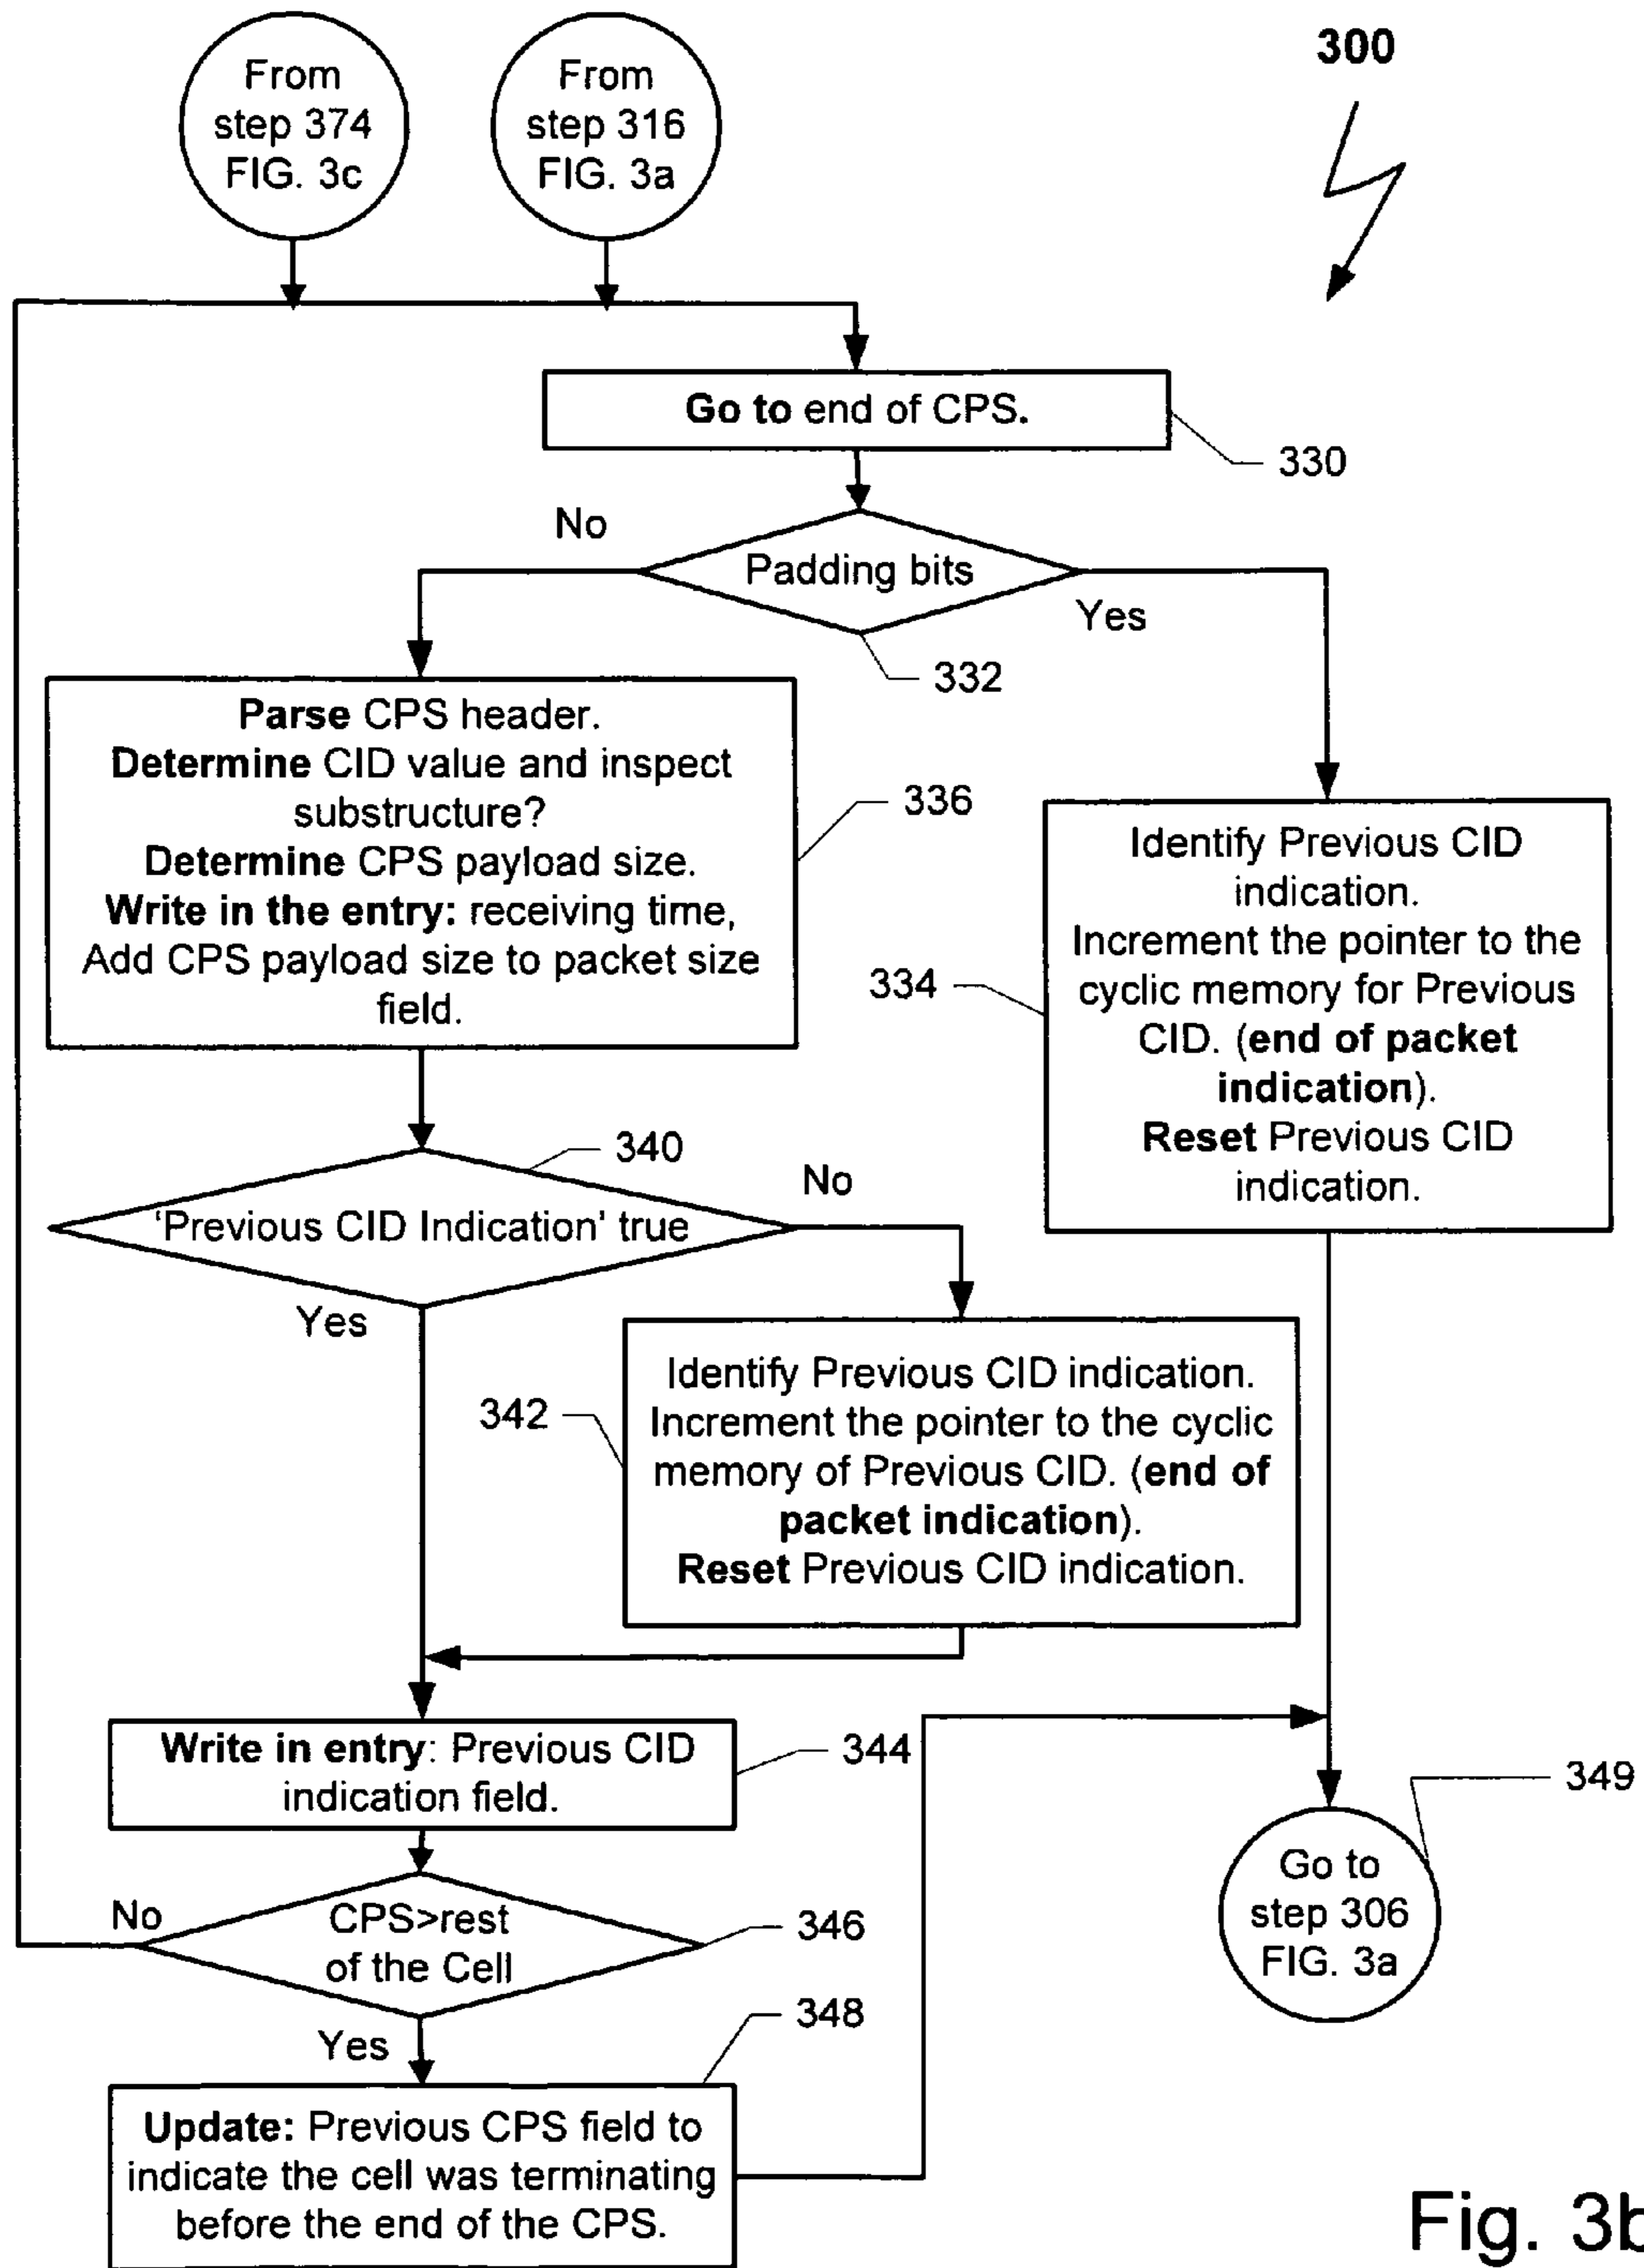 From
step 374
FIG. 3c
From
step 316
FIG. 3a
300
Go to end of CPS.
330
No
Padding bits
Yes
332
Parse CPS header.
Determine CID value and inspect
substructure?
Determine CPS payload size.
Write in the entry: receiving time,
Add CPS payload size to packet size
field.
336
Identify Previous CID
indication.
Increment the pointer to the
cyclic memory for Previous
CID. (end of packet
indication).
Reset Previous CID
indication.
334
340
'Previous CID Indication' true
No
Yes
Identify Previous CID indication.
Increment the pointer to the cyclic
memory of Previous CID. (end of
packet indication).
Reset Previous CID indication.
342
Write in entry: Previous CID
indication field.
344
349
Go to
step 306
FIG. 3a
No
CPS>rest
of the Cell
346
Yes
348
Update: Previous CPS field to
indicate the cell was terminating
before the end of the CPS.
Fig. 3b